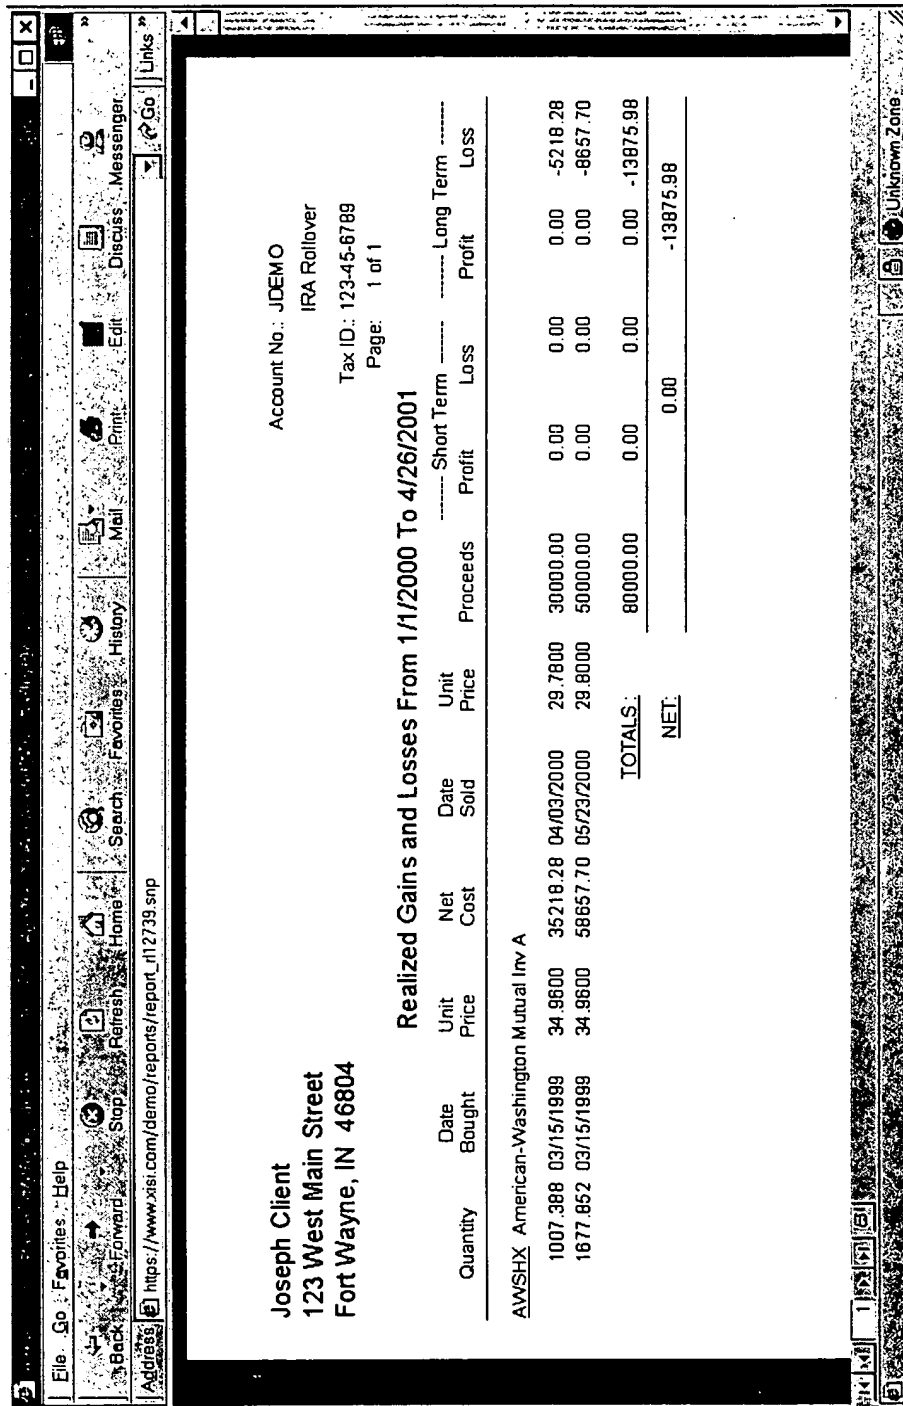 File Go Favorites Help
Back Forward Stop Refresh Home Search Favorites History Mail Print Edit Discuss Messenger
Address https://www.xisi.com/demo/reports/report_rl12739.snp Go Links
Account No.: JDEMO
Joseph Client IRA Rollover
123 West Main Street Tax ID.: 123-45-6789
Fort Wayne, IN 46804 Page: 1 of 1
Realized Gains and Losses From 1/1/2000 To 4/26/2001
Date Unit Net Date Unit ------- Short Term ------ ------- Long Term ------
Quantity Bought Price Cost Sold Price Proceeds Profit Loss Profit Loss
AWSHX American-Washington Mutual Inv A
1007.388 03/15/1999 34.9600 35218.28 04/03/2000 29.7800 30000.00 0.00 0.00 0.00 -5218.28
1677.852 03/15/1999 34.9600 58657.70 05/23/2000 29.8000 50000.00 0.00 0.00 0.00 -8657.70
TOTALS: 80000.00 0.00 0.00 0.00 -13875.98
NET: 0.00 -13875.98
1
Unknown Zone